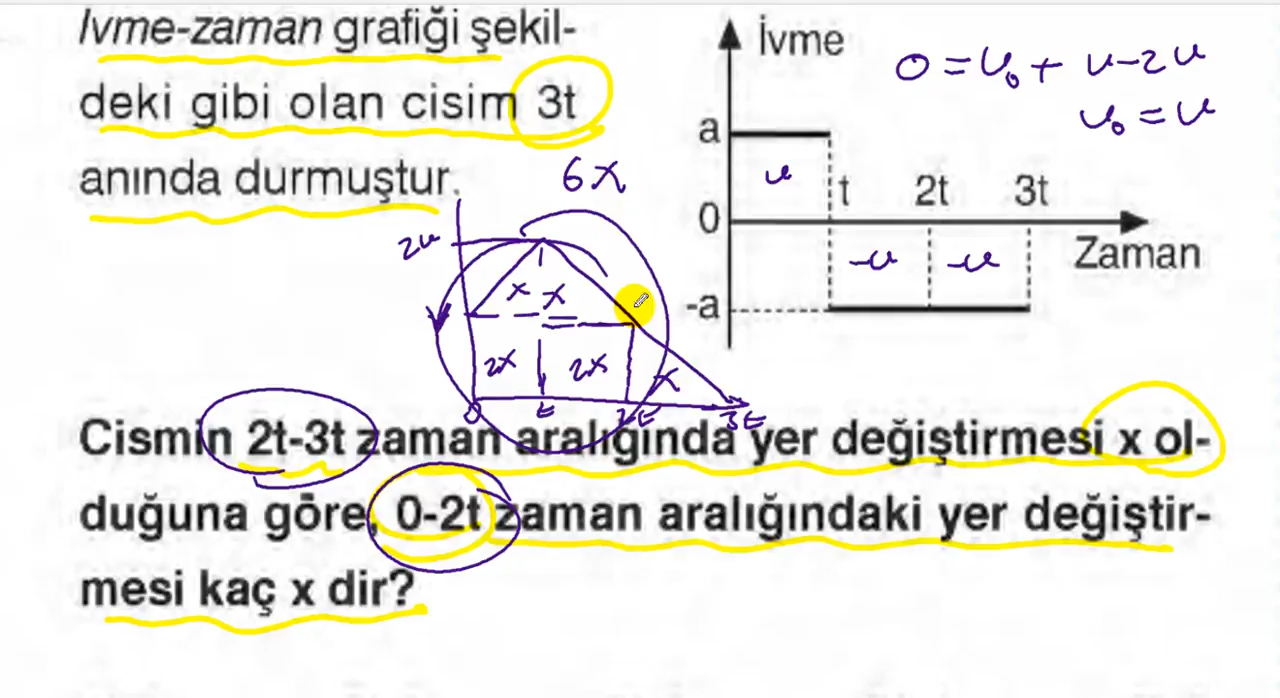 İvme-zaman grafiği şekil-
deki gibi olan cisim 3t
anında durmuştur.
İvme
a
0
-a
t 2t 3t
Zaman
υ
-υ -υ
0 = υ₀ + υ - 2υ
υ₀ = υ
6x
2υ
x x
2x 2x x
0 t 2t 3t
Cismin 2t-3t zaman aralığında yer değiştirmesi x ol-
duğuna göre, 0-2t zaman aralığındaki yer değiştir-
mesi kaç x dir?